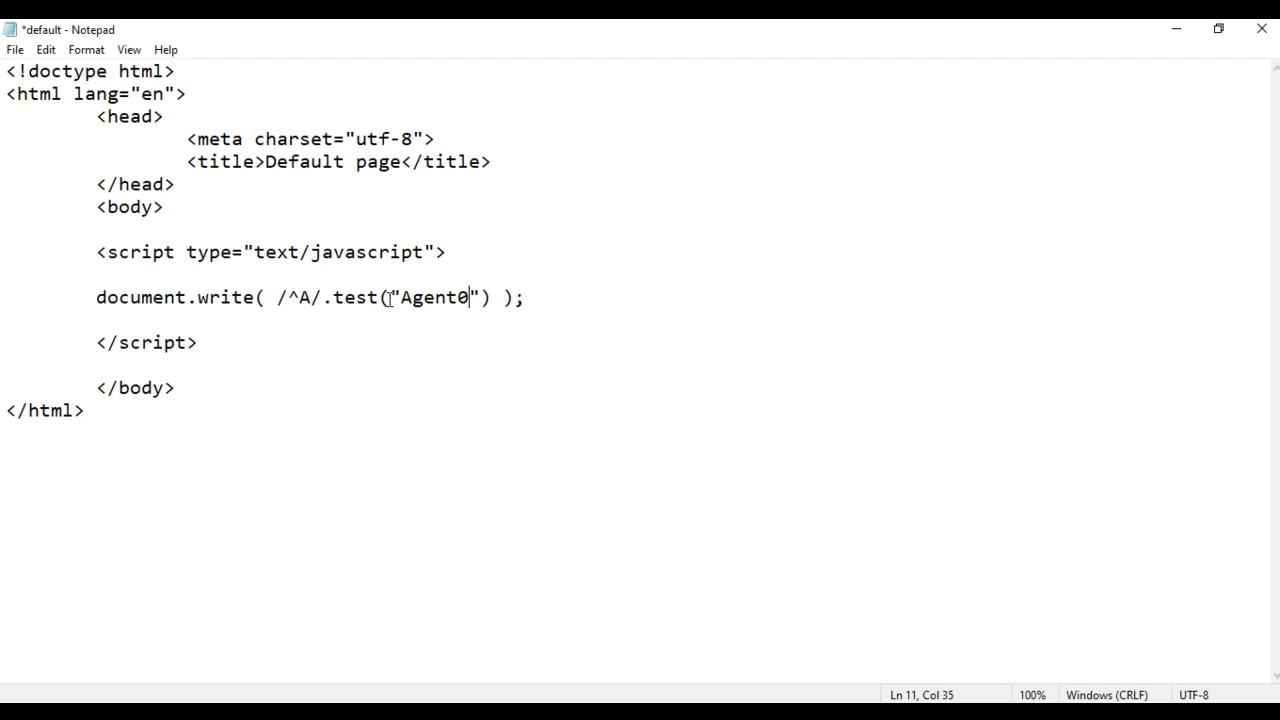 *default - Notepad
File Edit Format View Help
<!doctype html>
<html lang="en">
<head>
<meta charset="utf-8">
<title>Default page</title>
</head>
<body>
<script type="text/javascript">
document.write( /^A/.test("Agent0") );
</script>
</body>
</html>
Ln 11, Col 35 100% Windows (CRLF) UTF-8